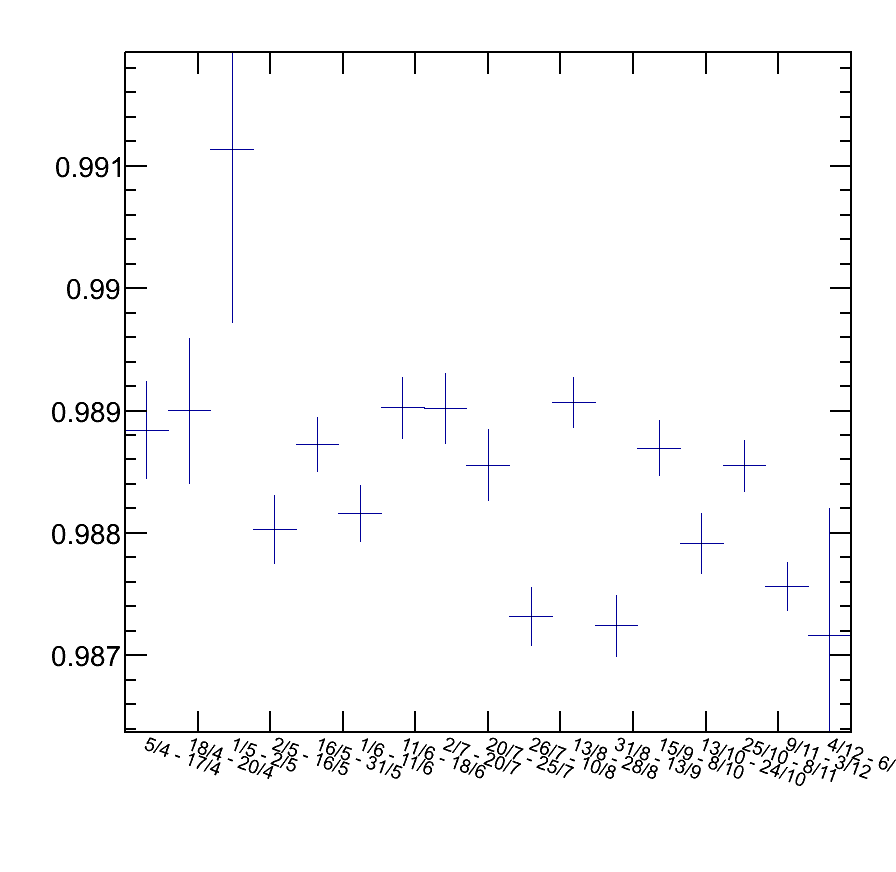 0.991
0.99
0.989
0.988
0.987
5/4 - 17/4
18/4 - 20/4
1/5 - 2/5
2/5 - 16/5
16/5 - 31/5
1/6 - 11/6
11/6 - 18/6
2/7 - 20/7
20/7 - 25/7
26/7 - 10/8
13/8 - 28/8
31/8 - 13/9
15/9 - 8/10
13/10 - 24/10
25/10 - 8/11
9/11 - 3/12
4/12 - 6/